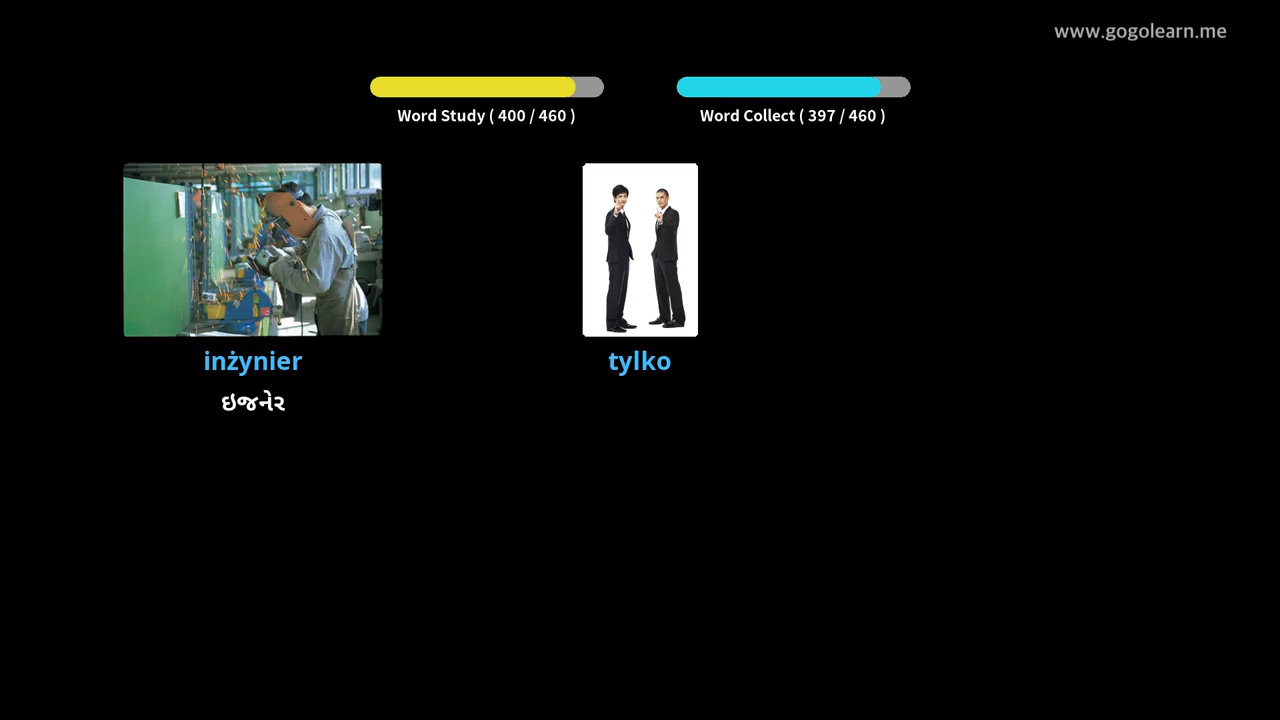 www.gogolearn.me
Word Study ( 400 / 460 )
Word Collect ( 397 / 460 )
inżynier
ઇજનેર
tylko